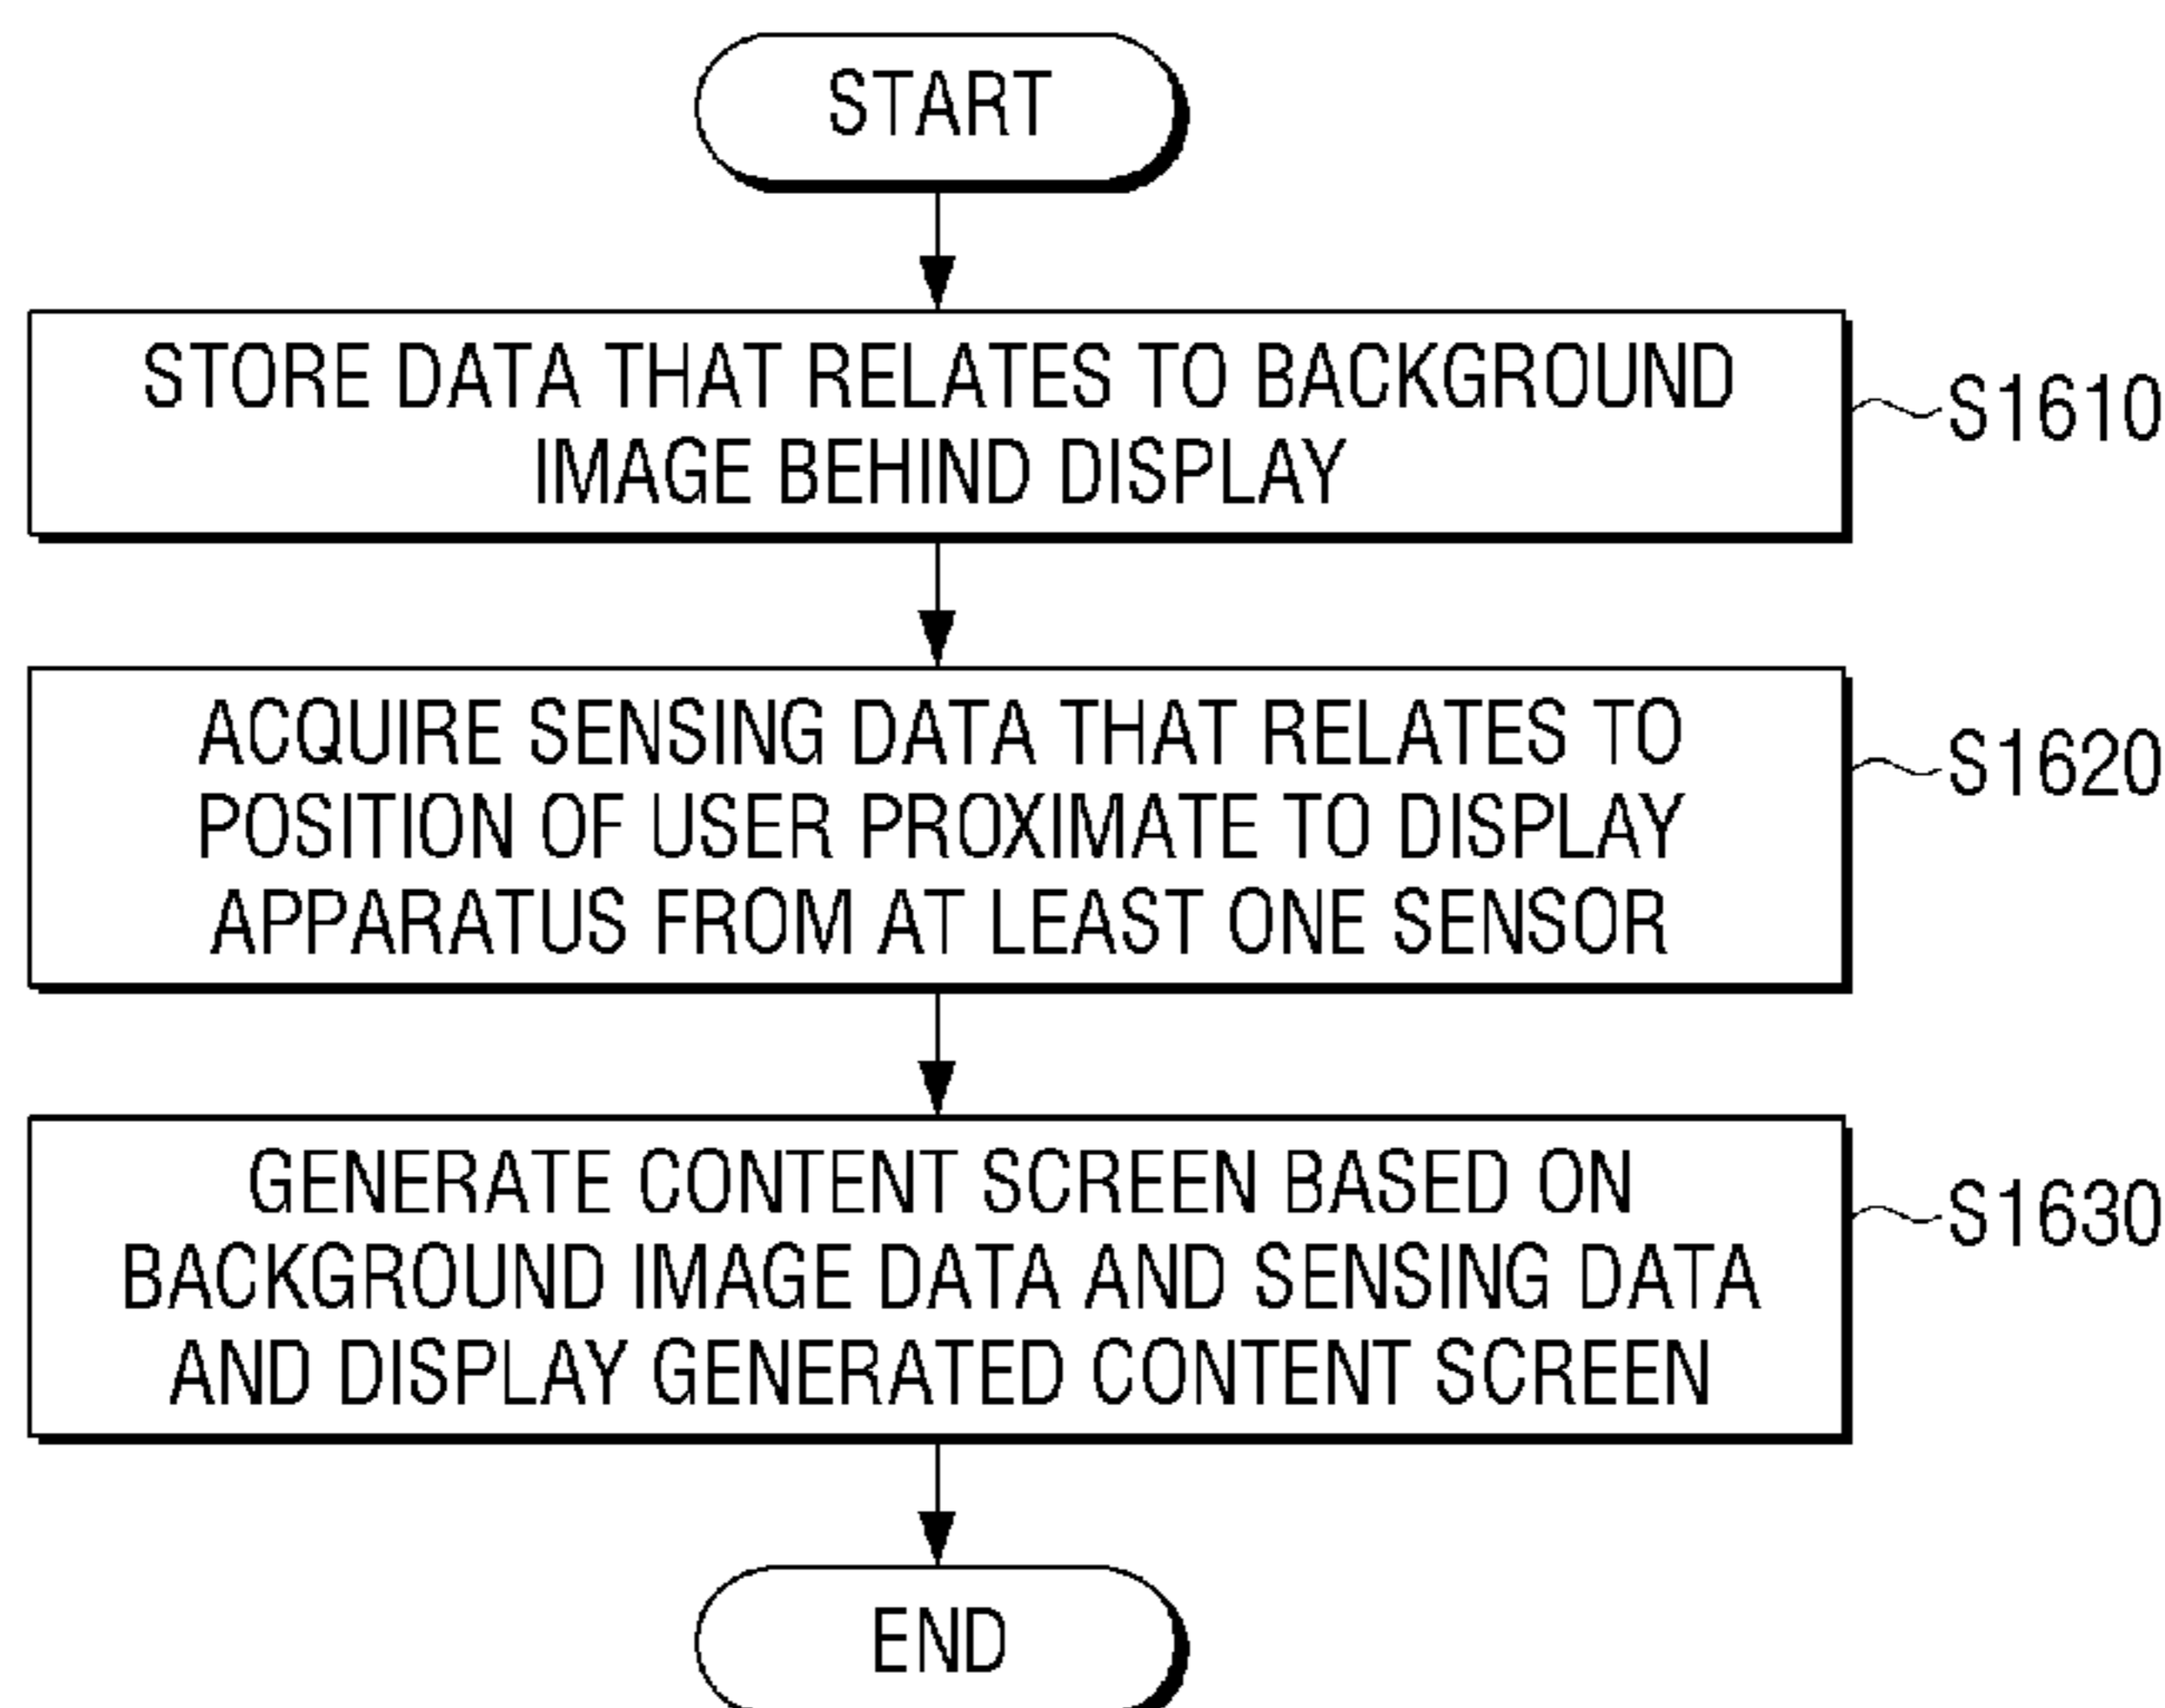 START
STORE DATA THAT RELATES TO BACKGROUND
IMAGE BEHIND DISPLAY
S1610
ACQUIRE SENSING DATA THAT RELATES TO
POSITION OF USER PROXIMATE TO DISPLAY
APPARATUS FROM AT LEAST ONE SENSOR
S1620
GENERATE CONTENT SCREEN BASED ON
BACKGROUND IMAGE DATA AND SENSING DATA
AND DISPLAY GENERATED CONTENT SCREEN
S1630
END